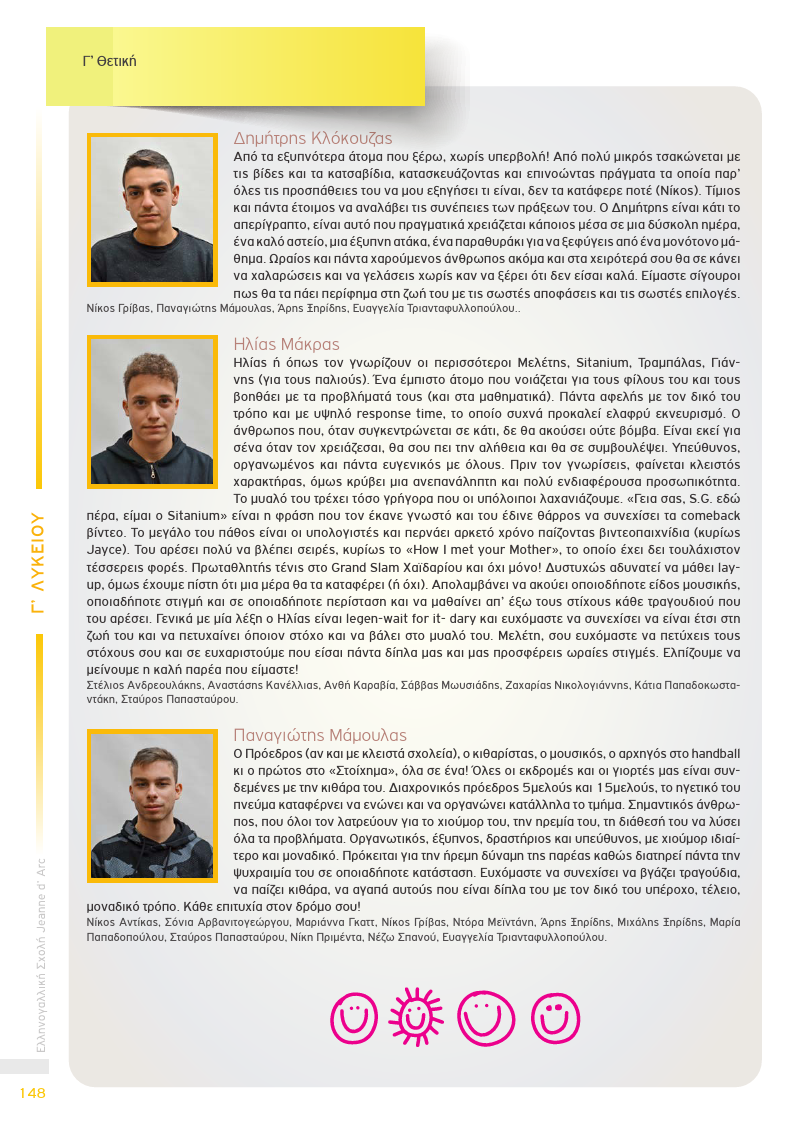 Γ' Θετική
Δημήτρης Κλόκουζας
Από τα εξυπνότερα άτομα που ξέρω, χωρίς υπερβολή! Από πολύ μικρός τσακώνεται με
τις βίδες και τα κατσαβίδια, κατασκευάζοντας και επινοώντας πράγματα τα οποία παρ'
όλες τις προσπάθειες του να μου εξηγήσει τι είναι, δεν τα κατάφερε ποτέ (Νίκος). Τίμιος
και πάντα έτοιμος να αναλάβει τις συνέπειες των πράξεων του. Ο Δημήτρης είναι κάτι το
απερίγραπτο, είναι αυτό που πραγματικά χρειάζεται κάποιος μέσα σε μια δύσκολη ημέρα,
ένα καλό αστείο, μια έξυπνη ατάκα, ένα παραθυράκι για να ξεφύγεις από ένα μονότονο μά-
θημα. Ωραίος και πάντα χαρούμενος άνθρωπος ακόμα και στα χειρότερά σου θα σε κάνει
να χαλαρώσεις και να γελάσεις χωρίς καν να ξέρει ότι δεν είσαι καλά. Είμαστε σίγουροι
πως θα τα πάει περίφημα στη ζωή του με τις σωστές αποφάσεις και τις σωστές επιλογές.
Νίκος Γρίβας, Παναγιώτης Μάμουλας, Άρης Ξηρίδης, Ευαγγελία Τριανταφυλλοπούλου..
Ηλίας Μάκρας
Ηλίας ή όπως τον γνωρίζουν οι περισσότεροι Μελέτης, Sitanium, Τραμπάλας, Γιάν-
νης (για τους παλιούς). Ένα έμπιστο άτομο που νοιάζεται για τους φίλους του και τους
βοηθάει με τα προβλήματά τους (και στα μαθηματικά). Πάντα αφελής με τον δικό του
τρόπο και με υψηλό response time, το οποίο συχνά προκαλεί ελαφρύ εκνευρισμό. Ο
άνθρωπος που, όταν συγκεντρώνεται σε κάτι, δε θα ακούσει ούτε βόμβα. Είναι εκεί για
σένα όταν τον χρειάζεσαι, θα σου πει την αλήθεια και θα σε συμβουλέψει. Υπεύθυνος,
οργανωμένος και πάντα ευγενικός με όλους. Πριν τον γνωρίσεις, φαίνεται κλειστός
χαρακτήρας, όμως κρύβει μια ανεπανάληπτη και πολύ ενδιαφέρουσα προσωπικότητα.
Το μυαλό του τρέχει τόσο γρήγορα που οι υπόλοιποι λαχανιάζουμε. «Γεια σας, S.G. εδώ
πέρα, είμαι ο Sitanium» είναι η φράση που τον έκανε γνωστό και του έδινε θάρρος να συνεχίσει τα comeback
βίντεο. Το μεγάλο του πάθος είναι οι υπολογιστές και περνάει αρκετό χρόνο παίζοντας βιντεοπαιχνίδια (κυρίως
Jayce). Του αρέσει πολύ να βλέπει σειρές, κυρίως το «How I met your Mother», το οποίο έχει δει τουλάχιστον
τέσσερεις φορές. Πρωταθλητής τένις στο Grand Slam Χαϊδαρίου και όχι μόνο! Δυστυχώς αδυνατεί να μάθει lay-
up, όμως έχουμε πίστη ότι μια μέρα θα τα καταφέρει (ή όχι). Απολαμβάνει να ακούει οποιοδήποτε είδος μουσικής,
οποιαδήποτε στιγμή και σε οποιαδήποτε περίσταση και να μαθαίνει απ' έξω τους στίχους κάθε τραγουδιού που
του αρέσει. Γενικά με μία λέξη ο Ηλίας είναι legen-wait for it- dary και ευχόμαστε να συνεχίσει να είναι έτσι στη
ζωή του και να πετυχαίνει όποιον στόχο και να βάλει στο μυαλό του. Μελέτη, σου ευχόμαστε να πετύχεις τους
στόχους σου και σε ευχαριστούμε που είσαι πάντα δίπλα μας και μας προσφέρεις ωραίες στιγμές. Ελπίζουμε να
μείνουμε η καλή παρέα που είμαστε!
Στέλιος Ανδρεουλάκης, Αναστάσης Κανέλλιας, Ανθή Καραβία, Σάββας Μωυσιάδης, Ζαχαρίας Νικολογιάννης, Κάτια Παπαδοκωστα-
ντάκη, Σταύρος Παπασταύρου.
Παναγιώτης Μάμουλας
Ο Πρόεδρος (αν και με κλειστά σχολεία), ο κιθαρίστας, ο μουσικός, ο αρχηγός στο handball
κι ο πρώτος στο «Στοίχημα», όλα σε ένα! Όλες οι εκδρομές και οι γιορτές μας είναι συν-
δεμένες με την κιθάρα του. Διαχρονικός πρόεδρος 5μελούς και 15μελούς, το ηγετικό του
πνεύμα καταφέρνει να ενώνει και να οργανώνει κατάλληλα το τμήμα. Σημαντικός άνθρω-
πος, που όλοι τον λατρεύουν για το χιούμορ του, την ηρεμία του, τη διάθεσή του να λύσει
όλα τα προβλήματα. Οργανωτικός, έξυπνος, δραστήριος και υπεύθυνος, με χιούμορ ιδιαί-
τερο και μοναδικό. Πρόκειται για την ήρεμη δύναμη της παρέας καθώς διατηρεί πάντα την
ψυχραιμία του σε οποιαδήποτε κατάσταση. Ευχόμαστε να συνεχίσει να βγάζει τραγούδια,
να παίζει κιθάρα, να αγαπά αυτούς που είναι δίπλα του με τον δικό του υπέροχο, τέλειο,
μοναδικό τρόπο. Κάθε επιτυχία στον δρόμο σου!
Νίκος Αντίκας, Σόνια Αρβανιτογεώργου, Μαριάννα Γκαττ, Νίκος Γρίβας, Ντόρα Μεϊντάνη, Άρης Ξηρίδης, Μιχάλης Ξηρίδης, Μαρία
Παπαδοπούλου, Σταύρος Παπασταύρου, Νίκη Πριμέντα, Νέζω Σπανού, Ευαγγελία Τριανταφυλλοπούλου.
Γ' ΛΥΚΕΙΟΥ
Ελληνογαλλική Σχολή Jeanne d' Arc
148